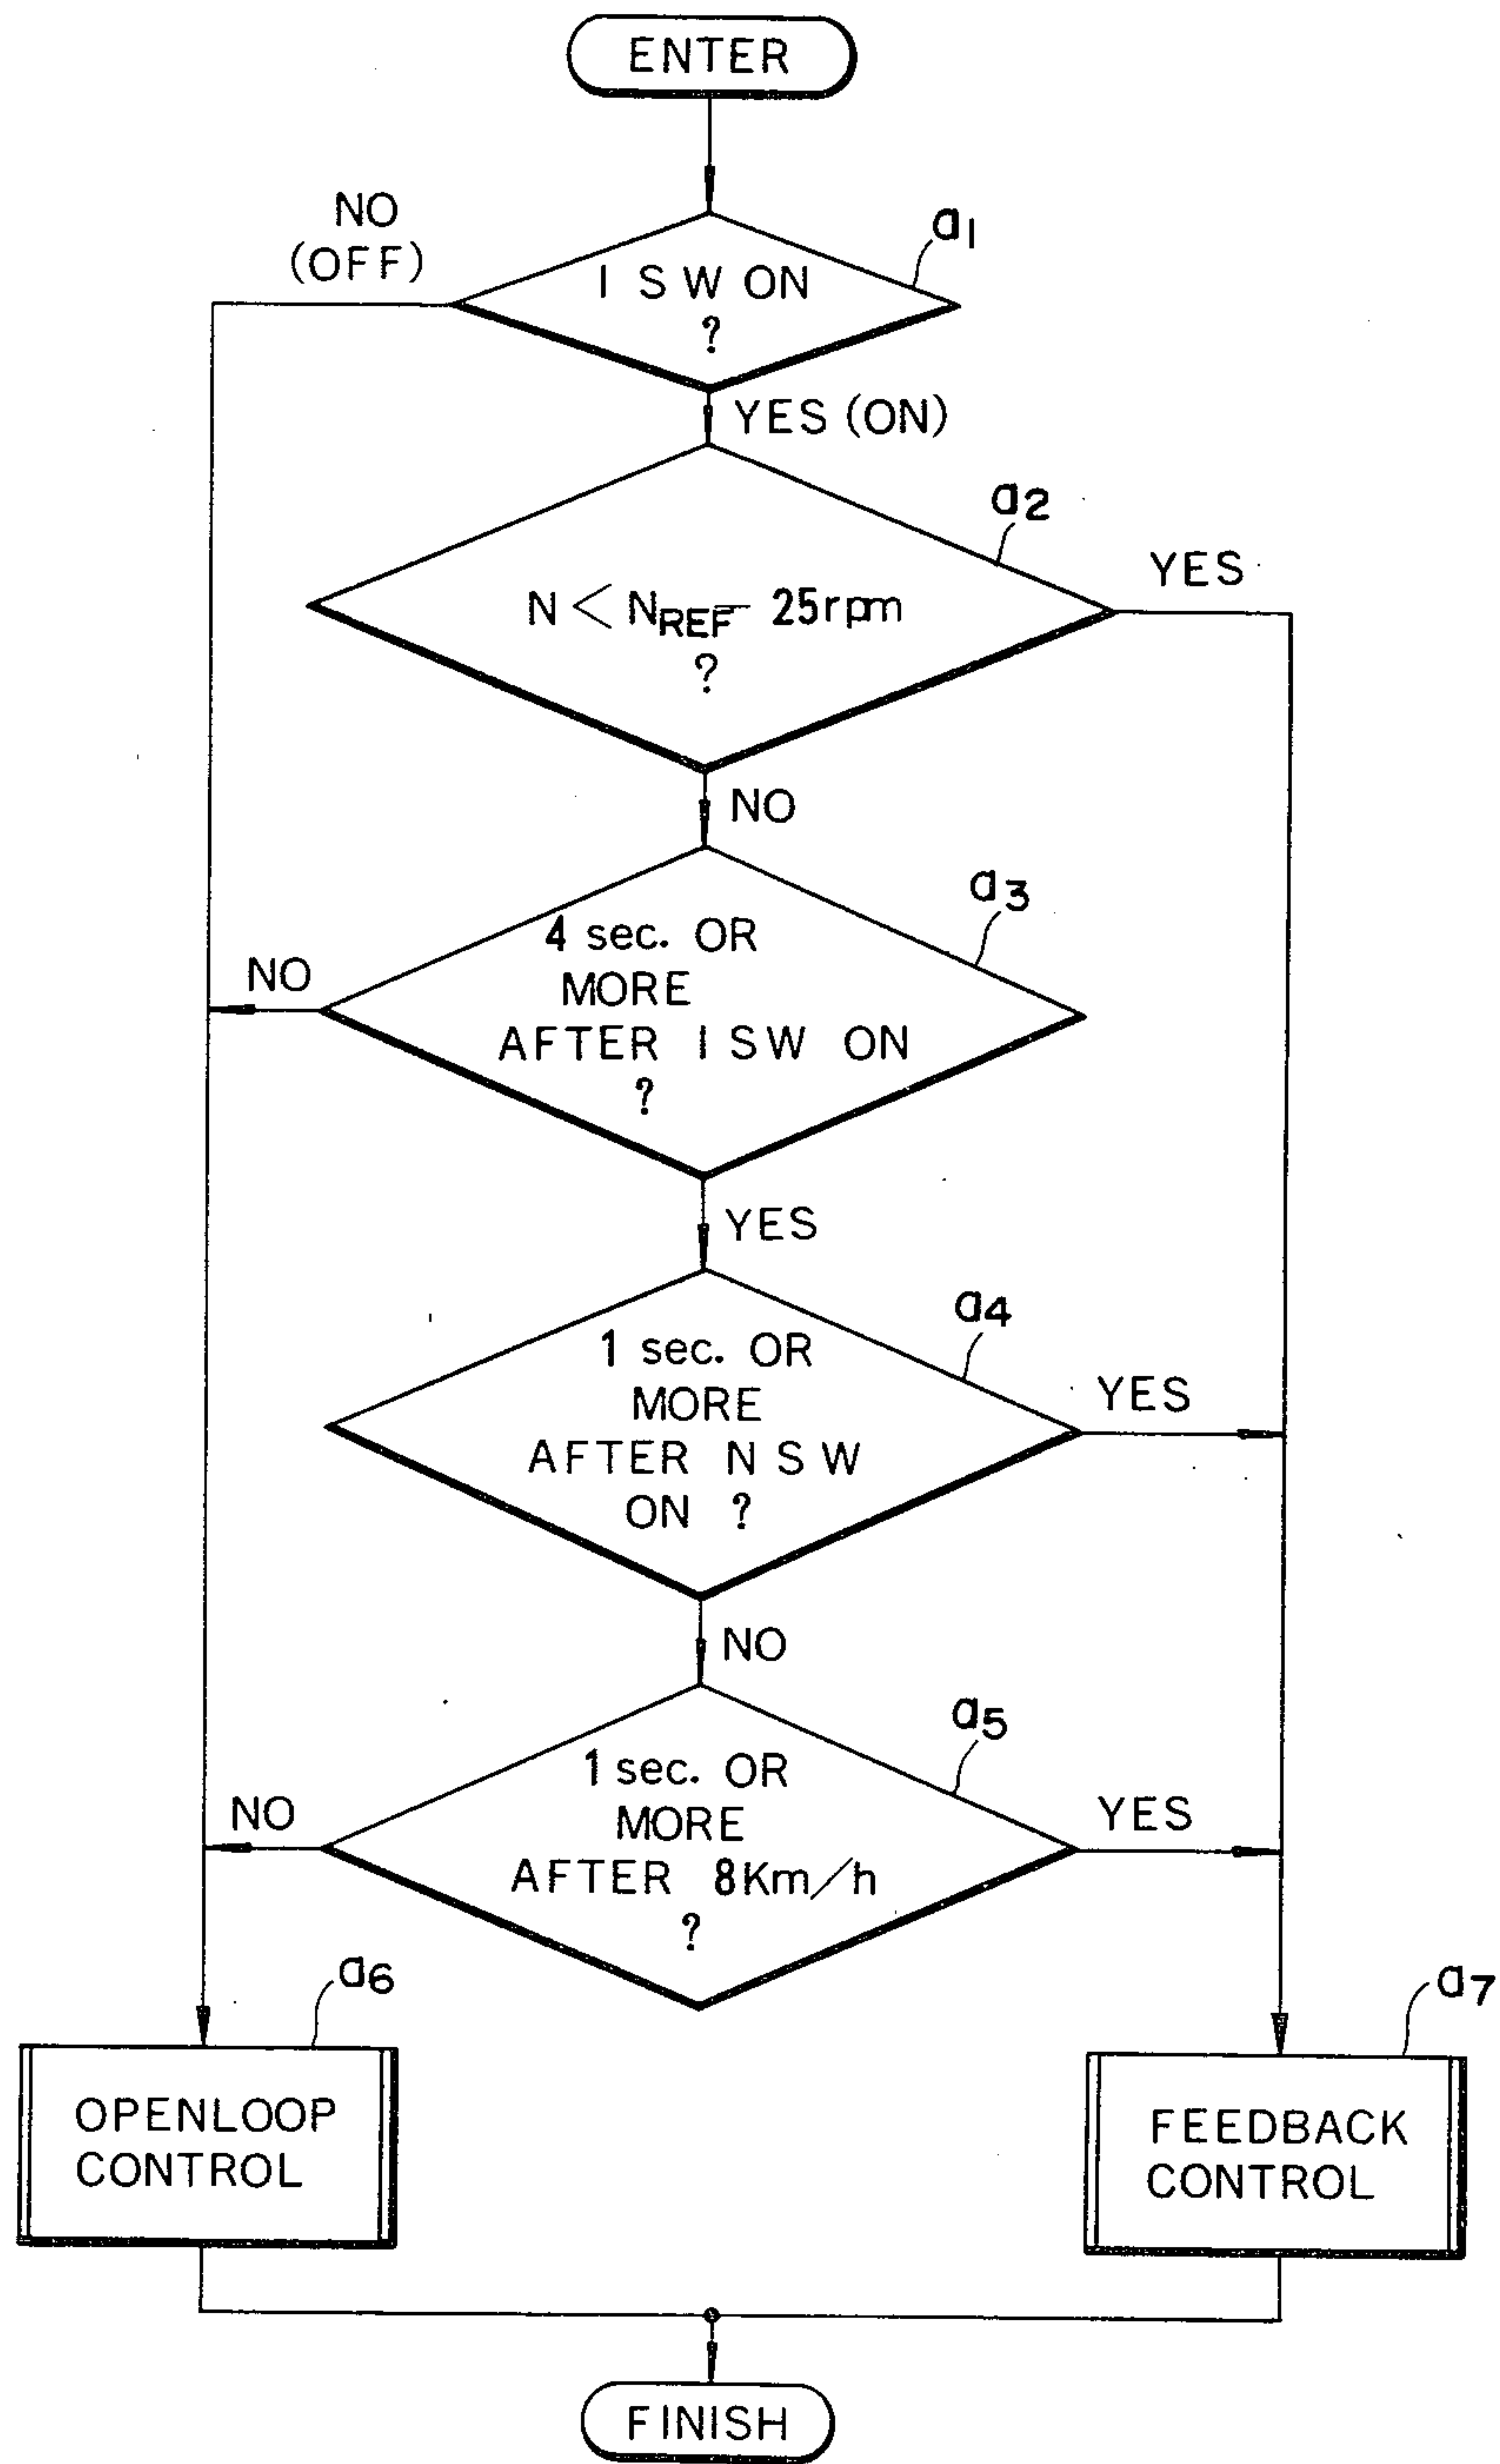 ENTER
NO
(OFF)
a1
I SW ON
?
YES (ON)
a2
YES
N < NREF - 25rpm
?
NO
a3
4 sec. OR
MORE
AFTER ISW ON
?
NO
YES
a4
1 sec. OR
MORE
AFTER NSW
ON ?
YES
NO
a5
1 sec. OR
MORE
AFTER 8Km/h
?
NO
YES
a6
a7
OPENLOOP
CONTROL
FEEDBACK
CONTROL
FINISH